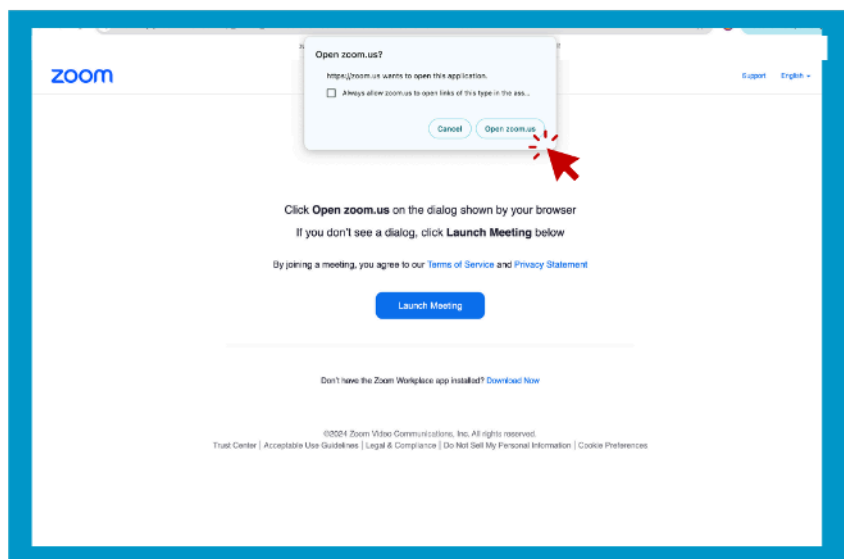 Open zoom.us?
https://zoom.us wants to open this application.
Always allow zoom.us to open links of this type in the ass...
Cancel
Open zoom.us
zoom
Support
English
Click Open zoom.us on the dialog shown by your browser
If you don't see a dialog, click Launch Meeting below
By joining a meeting, you agree to our Terms of Service and Privacy Statement
Launch Meeting
Don't have the Zoom Workplace app installed? Download Now
©2024 Zoom Video Communications, Inc. All rights reserved.
Trust Center | Acceptable Use Guidelines | Legal & Compliance | Do Not Sell My Personal Information | Cookie Preferences